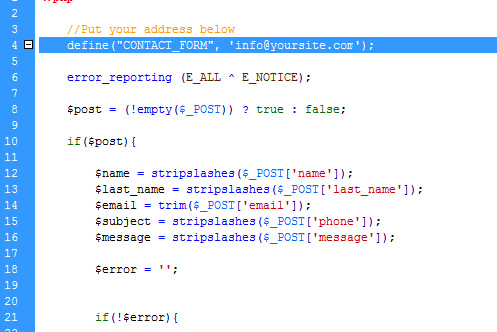 1 <?php
2
3 //Put your address below
4 define("CONTACT_FORM", 'info@yoursite.com');
5
6 error_reporting (E_ALL ^ E_NOTICE);
7
8 $post = (!empty($_POST)) ? true : false;
9
10 if($post){
11
12 $name = stripslashes($_POST['name']);
13 $last_name = stripslashes($_POST['last_name']);
14 $email = trim($_POST['email']);
15 $subject = stripslashes($_POST['phone']);
16 $message = stripslashes($_POST['message']);
17
18 $error = '';
19
20
21 if(!$error){
22